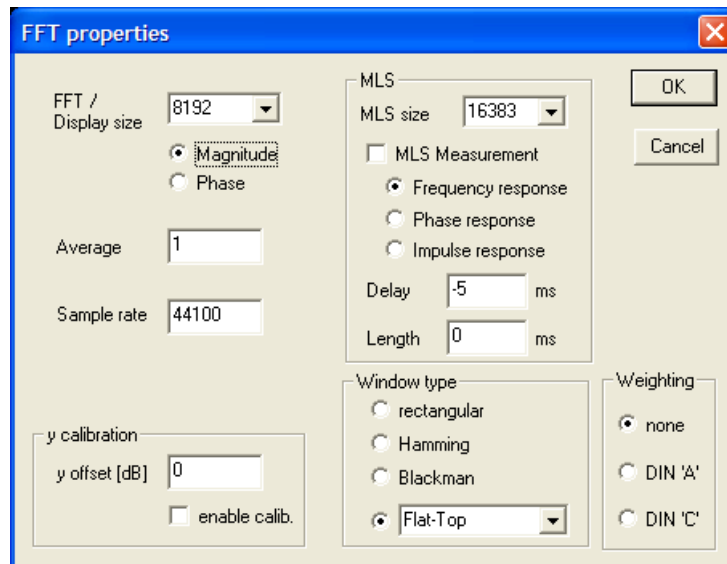 FFT properties
FFT /
Display size
8192
Magnitude
Phase
Average
1
Sample rate
44100
y calibration
y offset [dB]
0
enable calib.
MLS
MLS size
16383
MLS Measurement
Frequency response
Phase response
Impulse response
Delay
-5
ms
Length
0
ms
Window type
rectangular
Hamming
Blackman
Flat-Top
OK
Cancel
Weighting
none
DIN 'A'
DIN 'C'